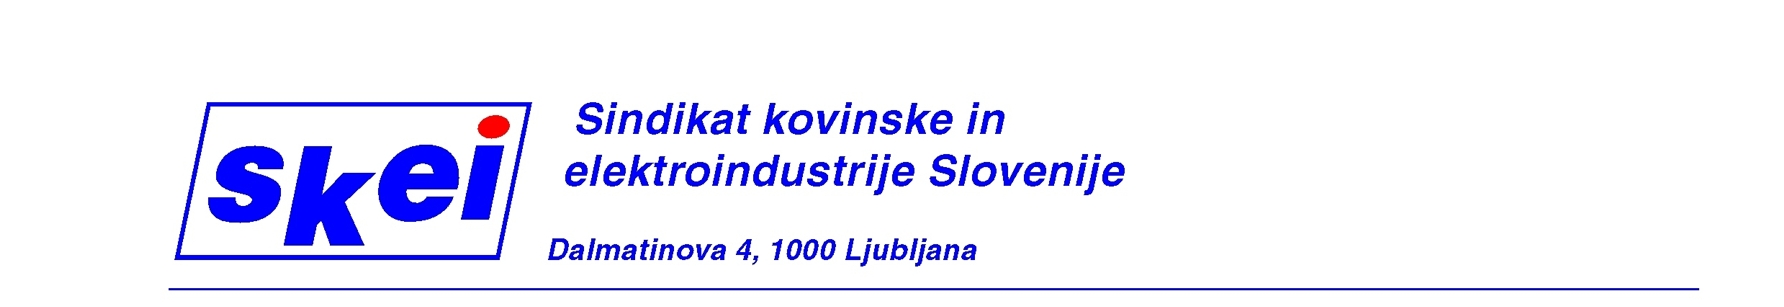 skei
Sindikat kovinske in
elektroindustrije Slovenije
Dalmatinova 4, 1000 Ljubljana